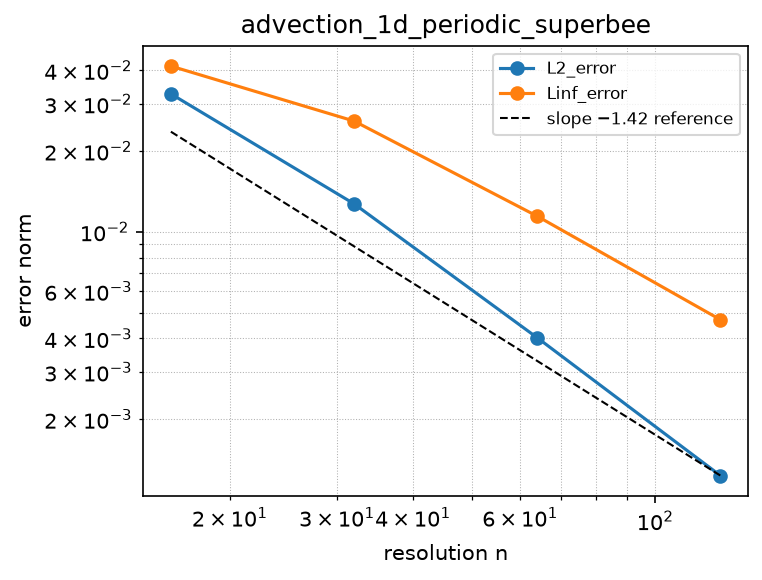 advection_1d_periodic_superbee
L2_error
Linf_error
slope −1.42 reference
error norm
4 × 10⁻²
3 × 10⁻²
2 × 10⁻²
10⁻²
6 × 10⁻³
4 × 10⁻³
3 × 10⁻³
2 × 10⁻³
2 × 10¹ 3 × 10¹ 4 × 10¹ 6 × 10¹ 10²
resolution n